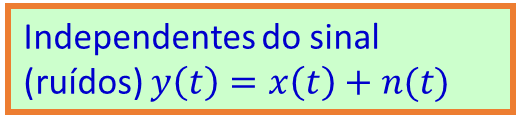 Independentes do sinal
(ruídos) y(t) = x(t) + n(t)